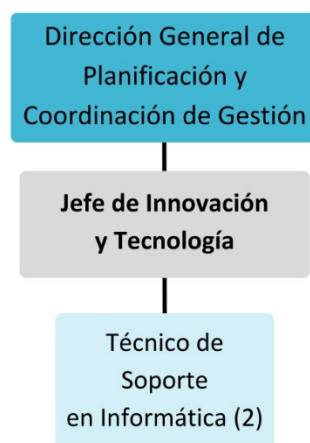 Dirección General de
Planificación y
Coordinación de Gestión
Jefe de Innovación
y Tecnología
Técnico de
Soporte
en Informática (2)